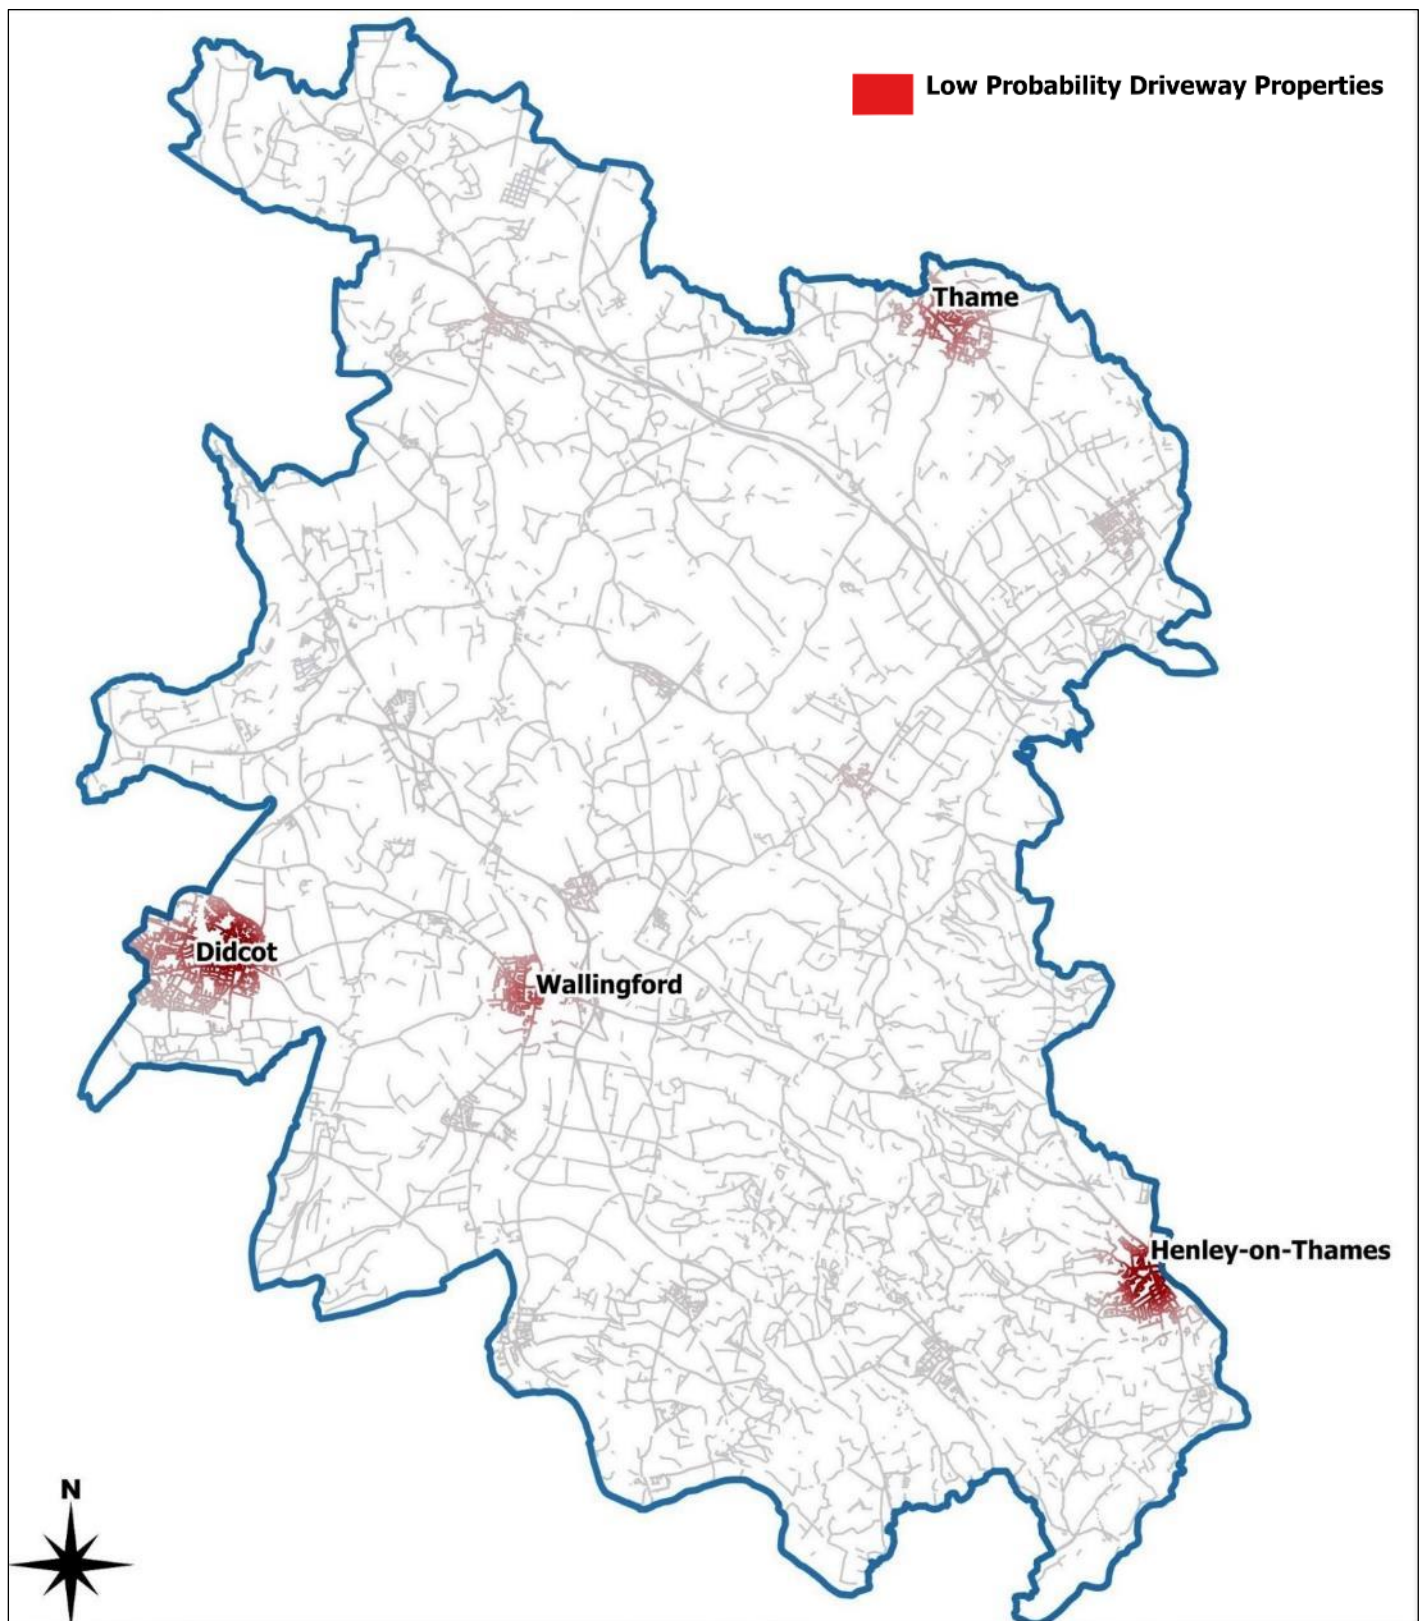 Low Probability Driveway Properties
Thame
Didcot
Wallingford
Henley-on-Thames
N